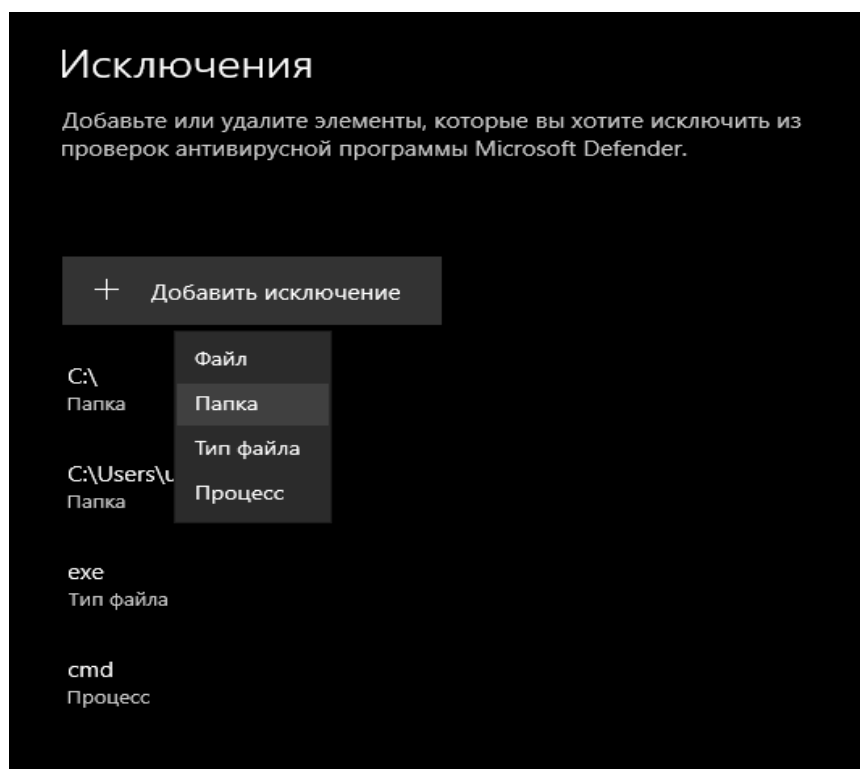 Исключения
Добавьте или удалите элементы, которые вы хотите исключить из
проверок антивирусной программы Microsoft Defender.
+ Добавить исключение
Файл
Папка
Тип файла
Процесс
C:\
Папка
C:\Users\u
Папка
exe
Тип файла
cmd
Процесс